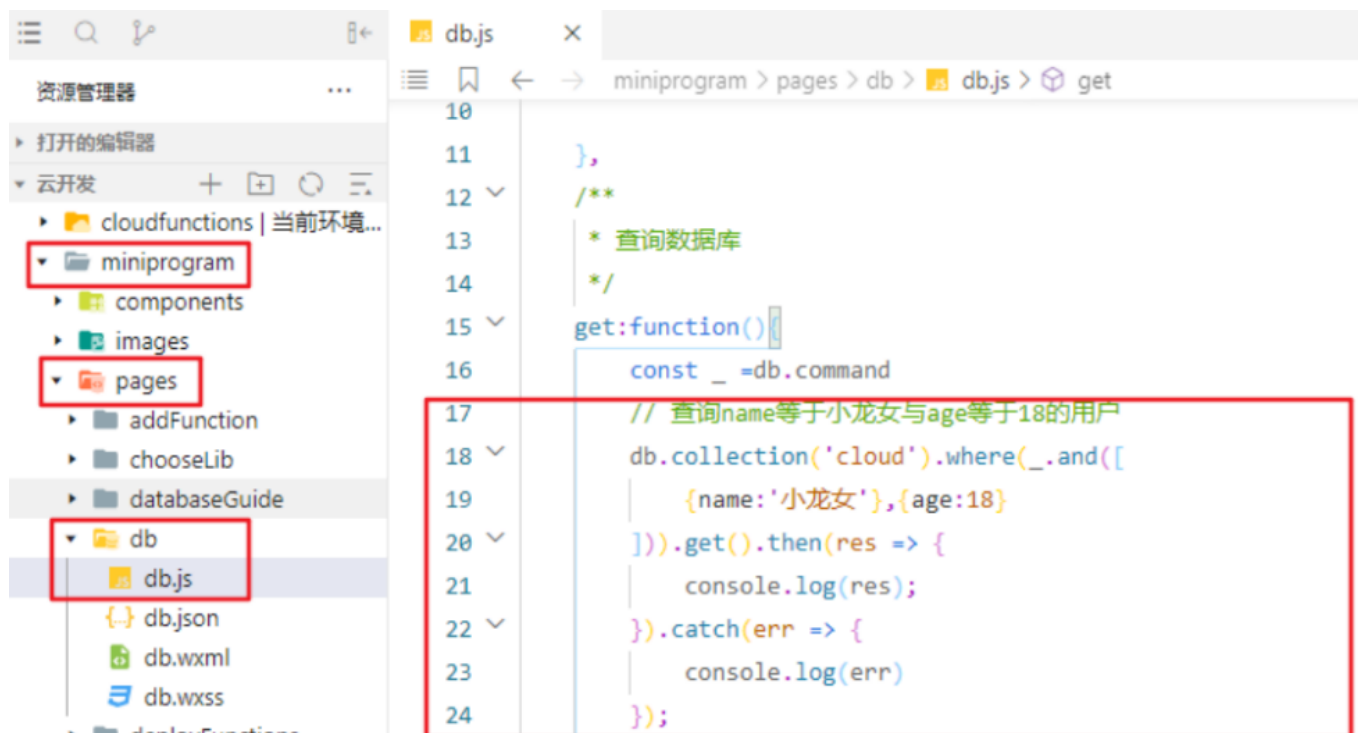 db.js
资源管理器
miniprogram > pages > db > db.js > get
打开的编辑器
云开发
cloudfunctions | 当前环境...
miniprogram
components
images
pages
addFunction
chooseLib
databaseGuide
db
db.js
db.json
db.wxml
db.wxss
10
11 },
12 /**
13 * 查询数据库
14 */
15 get:function(){
16 const _ =db.command
17 // 查询name等于小龙女与age等于18的用户
18 db.collection('cloud').where(_.and([
19 {name:'小龙女'},{age:18}
20 ])).get().then(res => {
21 console.log(res);
22 }).catch(err => {
23 console.log(err)
24 });